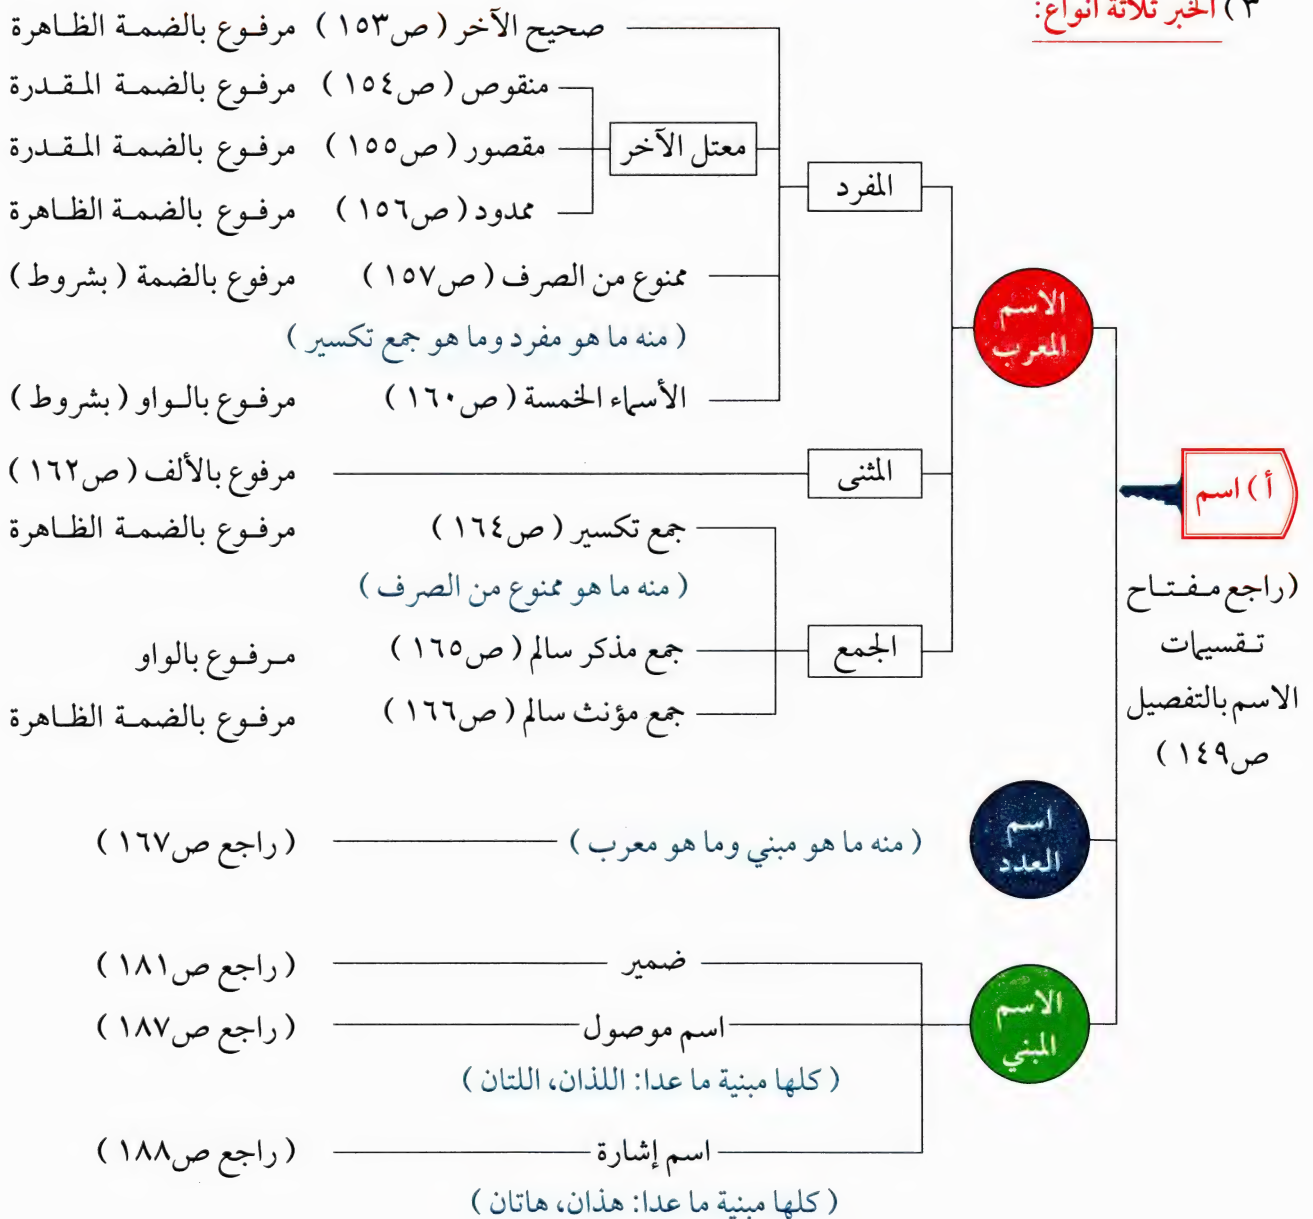 ٣) الخبر ثلاثة أنواع:
أ) اسم
(راجع مفتاح
تقسيمات
الاسم بالتفصيل
ص١٤٩)
الاسم
المعرب
المفرد
صحيح الآخر (ص١٥٣) مرفوع بالضمة الظاهرة
معتل الآخر
منقوص (ص١٥٤) مرفوع بالضمة المقدرة
مقصور (ص١٥٥) مرفوع بالضمة المقدرة
ممدود (ص١٥٦) مرفوع بالضمة الظاهرة
ممنوع من الصرف (ص١٥٧) مرفوع بالضمة (بشروط)
(منه ما هو مفرد وما هو جمع تكسير)
الأسماء الخمسة (ص١٦٠) مرفوع بالواو (بشروط)
المثنى
مرفوع بالألف (ص١٦٢)
الجمع
جمع تكسير (ص١٦٤) مرفوع بالضمة الظاهرة
(منه ما هو ممنوع من الصرف)
جمع مذكر سالم (ص١٦٥) مرفوع بالواو
جمع مؤنث سالم (ص١٦٦) مرفوع بالضمة الظاهرة
اسم
العدد
(منه ما هو مبني وما هو معرب) (راجع ص١٦٧)
الاسم
المبني
ضمير (راجع ص١٨١)
اسم موصول (راجع ص١٨٧)
(كلها مبنية ما عدا: اللذان، اللتان)
اسم إشارة (راجع ص١٨٨)
(كلها مبنية ما عدا: هذان، هاتان)